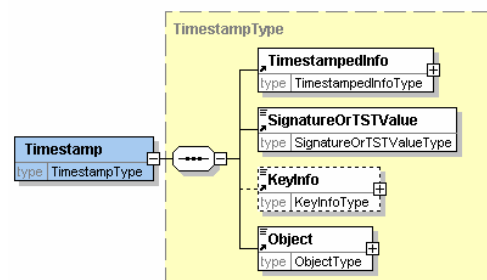 TimestampType
TimestampedInfo
type TimestampedInfoType
SignatureOrTSTValue
type SignatureOrTSTValueType
Timestamp
type TimestampType
KeyInfo
type KeyInfoType
Object
type ObjectType